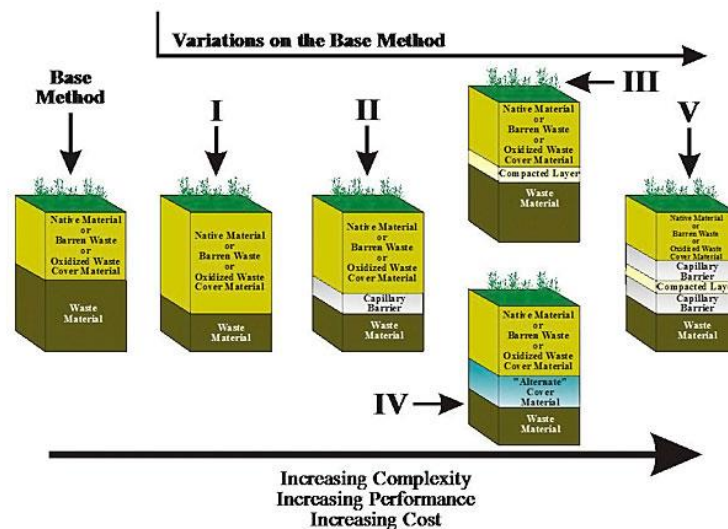 Variations on the Base Method
Base
Method
I
II
III
V
Native Material
or
Barren Waste
or
Oxidized Waste
Cover Material
Waste
Material
Native Material
or
Barren Waste
or
Oxidized Waste
Cover Material
Waste
Material
Native Material
or
Barren Waste
or
Oxidized Waste
Cover Material
Capillary
Barrier
Waste
Material
Native Material
or
Barren Waste
or
Oxidized Waste
Cover Material
Compacted Layer
Waste
Material
IV
Native Material
or
Barren Waste
or
Oxidized Waste
Cover Material
"Alternate"
Cover
Material
Waste
Material
Native Material
or
Barren Waste
or
Oxidized Waste
Cover Material
Capillary
Barrier
Compacted Laye
Capillary
Barrier
Waste
Material
Increasing Complexity
Increasing Performance
Increasing Cost